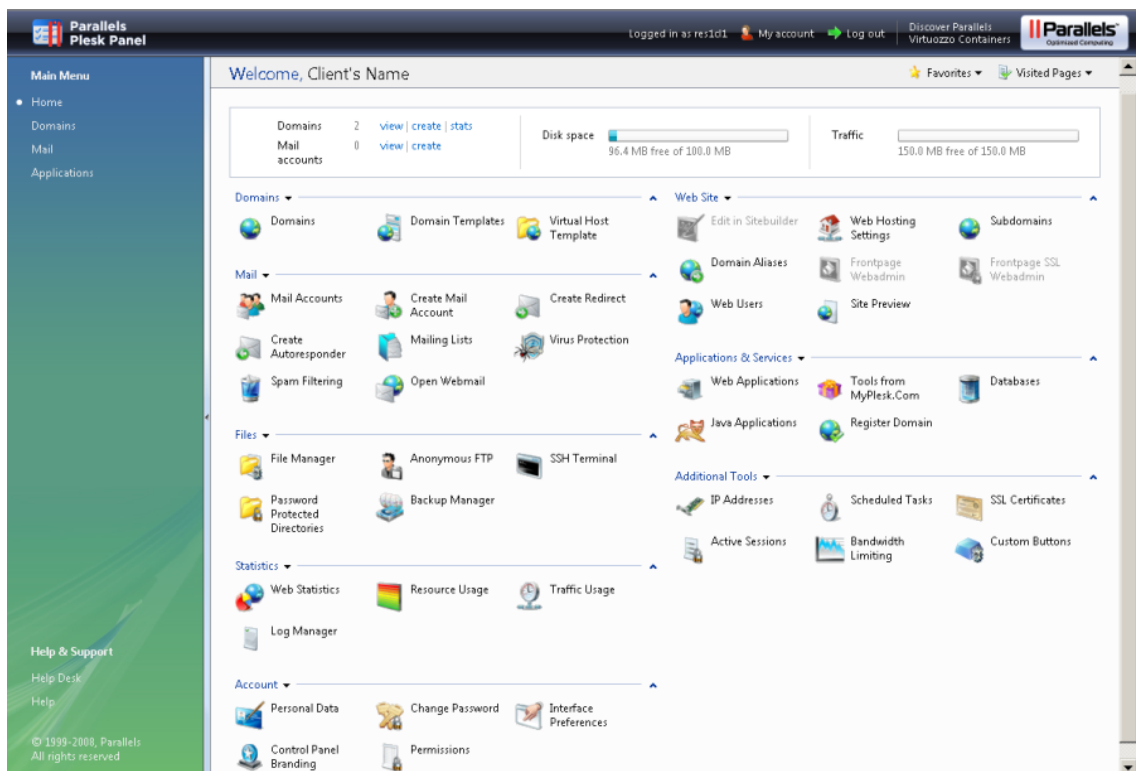 Parallels
Plesk Panel
Logged in as res1d1 My account Log out
Discover Parallels
Virtuozzo Containers
Parallels
Optimized Computing
Main Menu
Home
Domains
Mail
Applications
Help & Support
Help Desk
Help
© 1999-2008, Parallels
All rights reserved
Welcome, Client's Name
Favorites Visited Pages
Domains 2 view | create | stats
Mail accounts 0 view | create
Disk space
96.4 MB free of 100.0 MB
Traffic
150.0 MB free of 150.0 MB
Domains
Domains
Domain Templates
Virtual Host
Template
Mail
Mail Accounts
Create Mail
Account
Create Redirect
Create
Autoresponder
Mailing Lists
Virus Protection
Spam Filtering
Open Webmail
Files
File Manager
Anonymous FTP
SSH Terminal
Password
Protected
Directories
Backup Manager
Statistics
Web Statistics
Resource Usage
Traffic Usage
Log Manager
Account
Personal Data
Change Password
Interface
Preferences
Control Panel
Branding
Permissions
Web Site
Edit in Sitebuilder
Web Hosting
Settings
Subdomains
Domain Aliases
Frontpage
Webadmin
Frontpage SSL
Webadmin
Web Users
Site Preview
Applications & Services
Web Applications
Tools from
MyPlesk.Com
Databases
Java Applications
Register Domain
Additional Tools
IP Addresses
Scheduled Tasks
SSL Certificates
Active Sessions
Bandwidth
Limiting
Custom Buttons